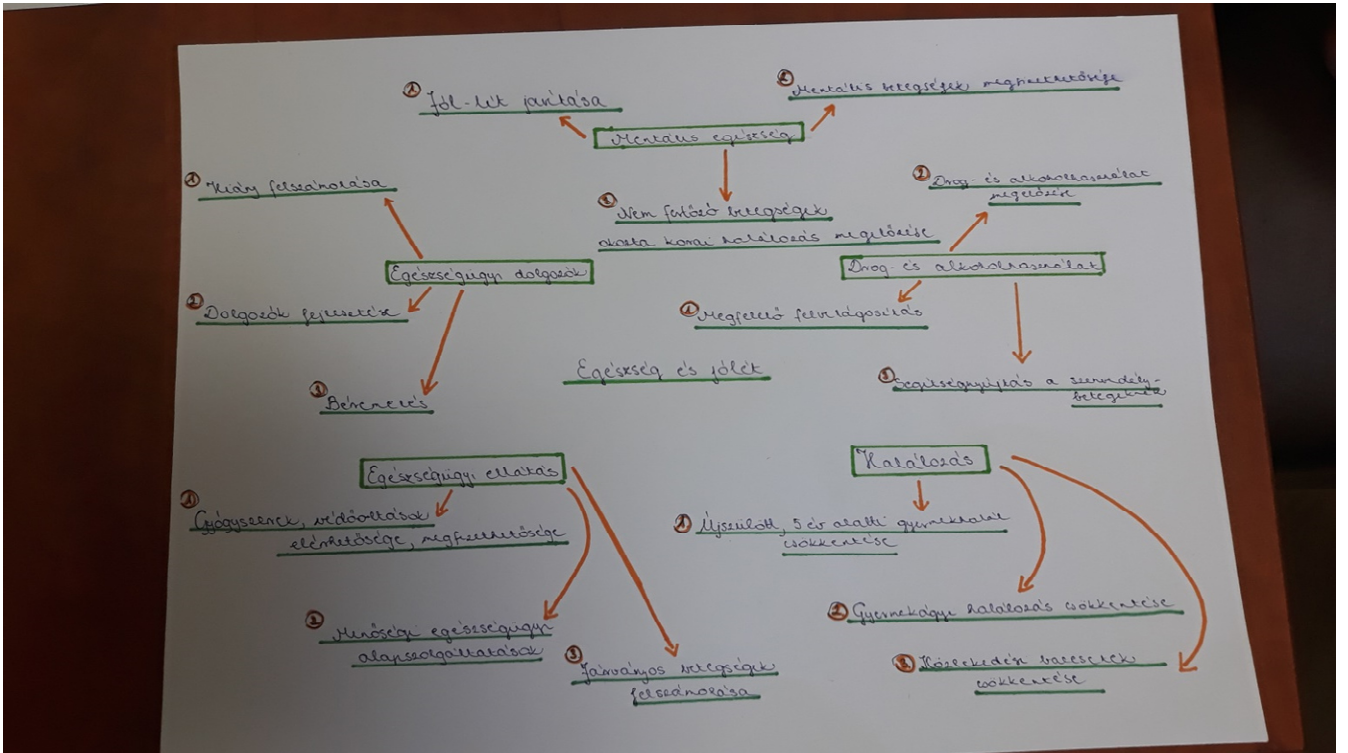 ① Jól-lét javítása
② Mentális betegségek megfizethetősége
Mentális egészség
③ Nem fertőző betegségek
okozta korai halálozás megelőzése
① Hiány felszámolása
Egészségügyi dolgozók
② Dolgozók fejlesztése
③ Béremelés
② Drog- és alkoholhasználat
megelőzése
Drog- és alkoholhasználat
① Megfelelő felvilágosítás
③ Segítségnyújtás a szenvedély-
betegeknek
Egészség és jólét
Egészségügyi ellátás
① Gyógyszerek, védőoltások
elérhetősége, megfizethetősége
② Minőségi egészségügyi
alapszolgáltatások
③ Járványos betegségek
felszámolása
Halálozás
① Újszülött, 5 év alatti gyermekhalál
csökkentése
② Gyermekágyi halálozás csökkentése
③ Közlekedési balesetek
csökkentése